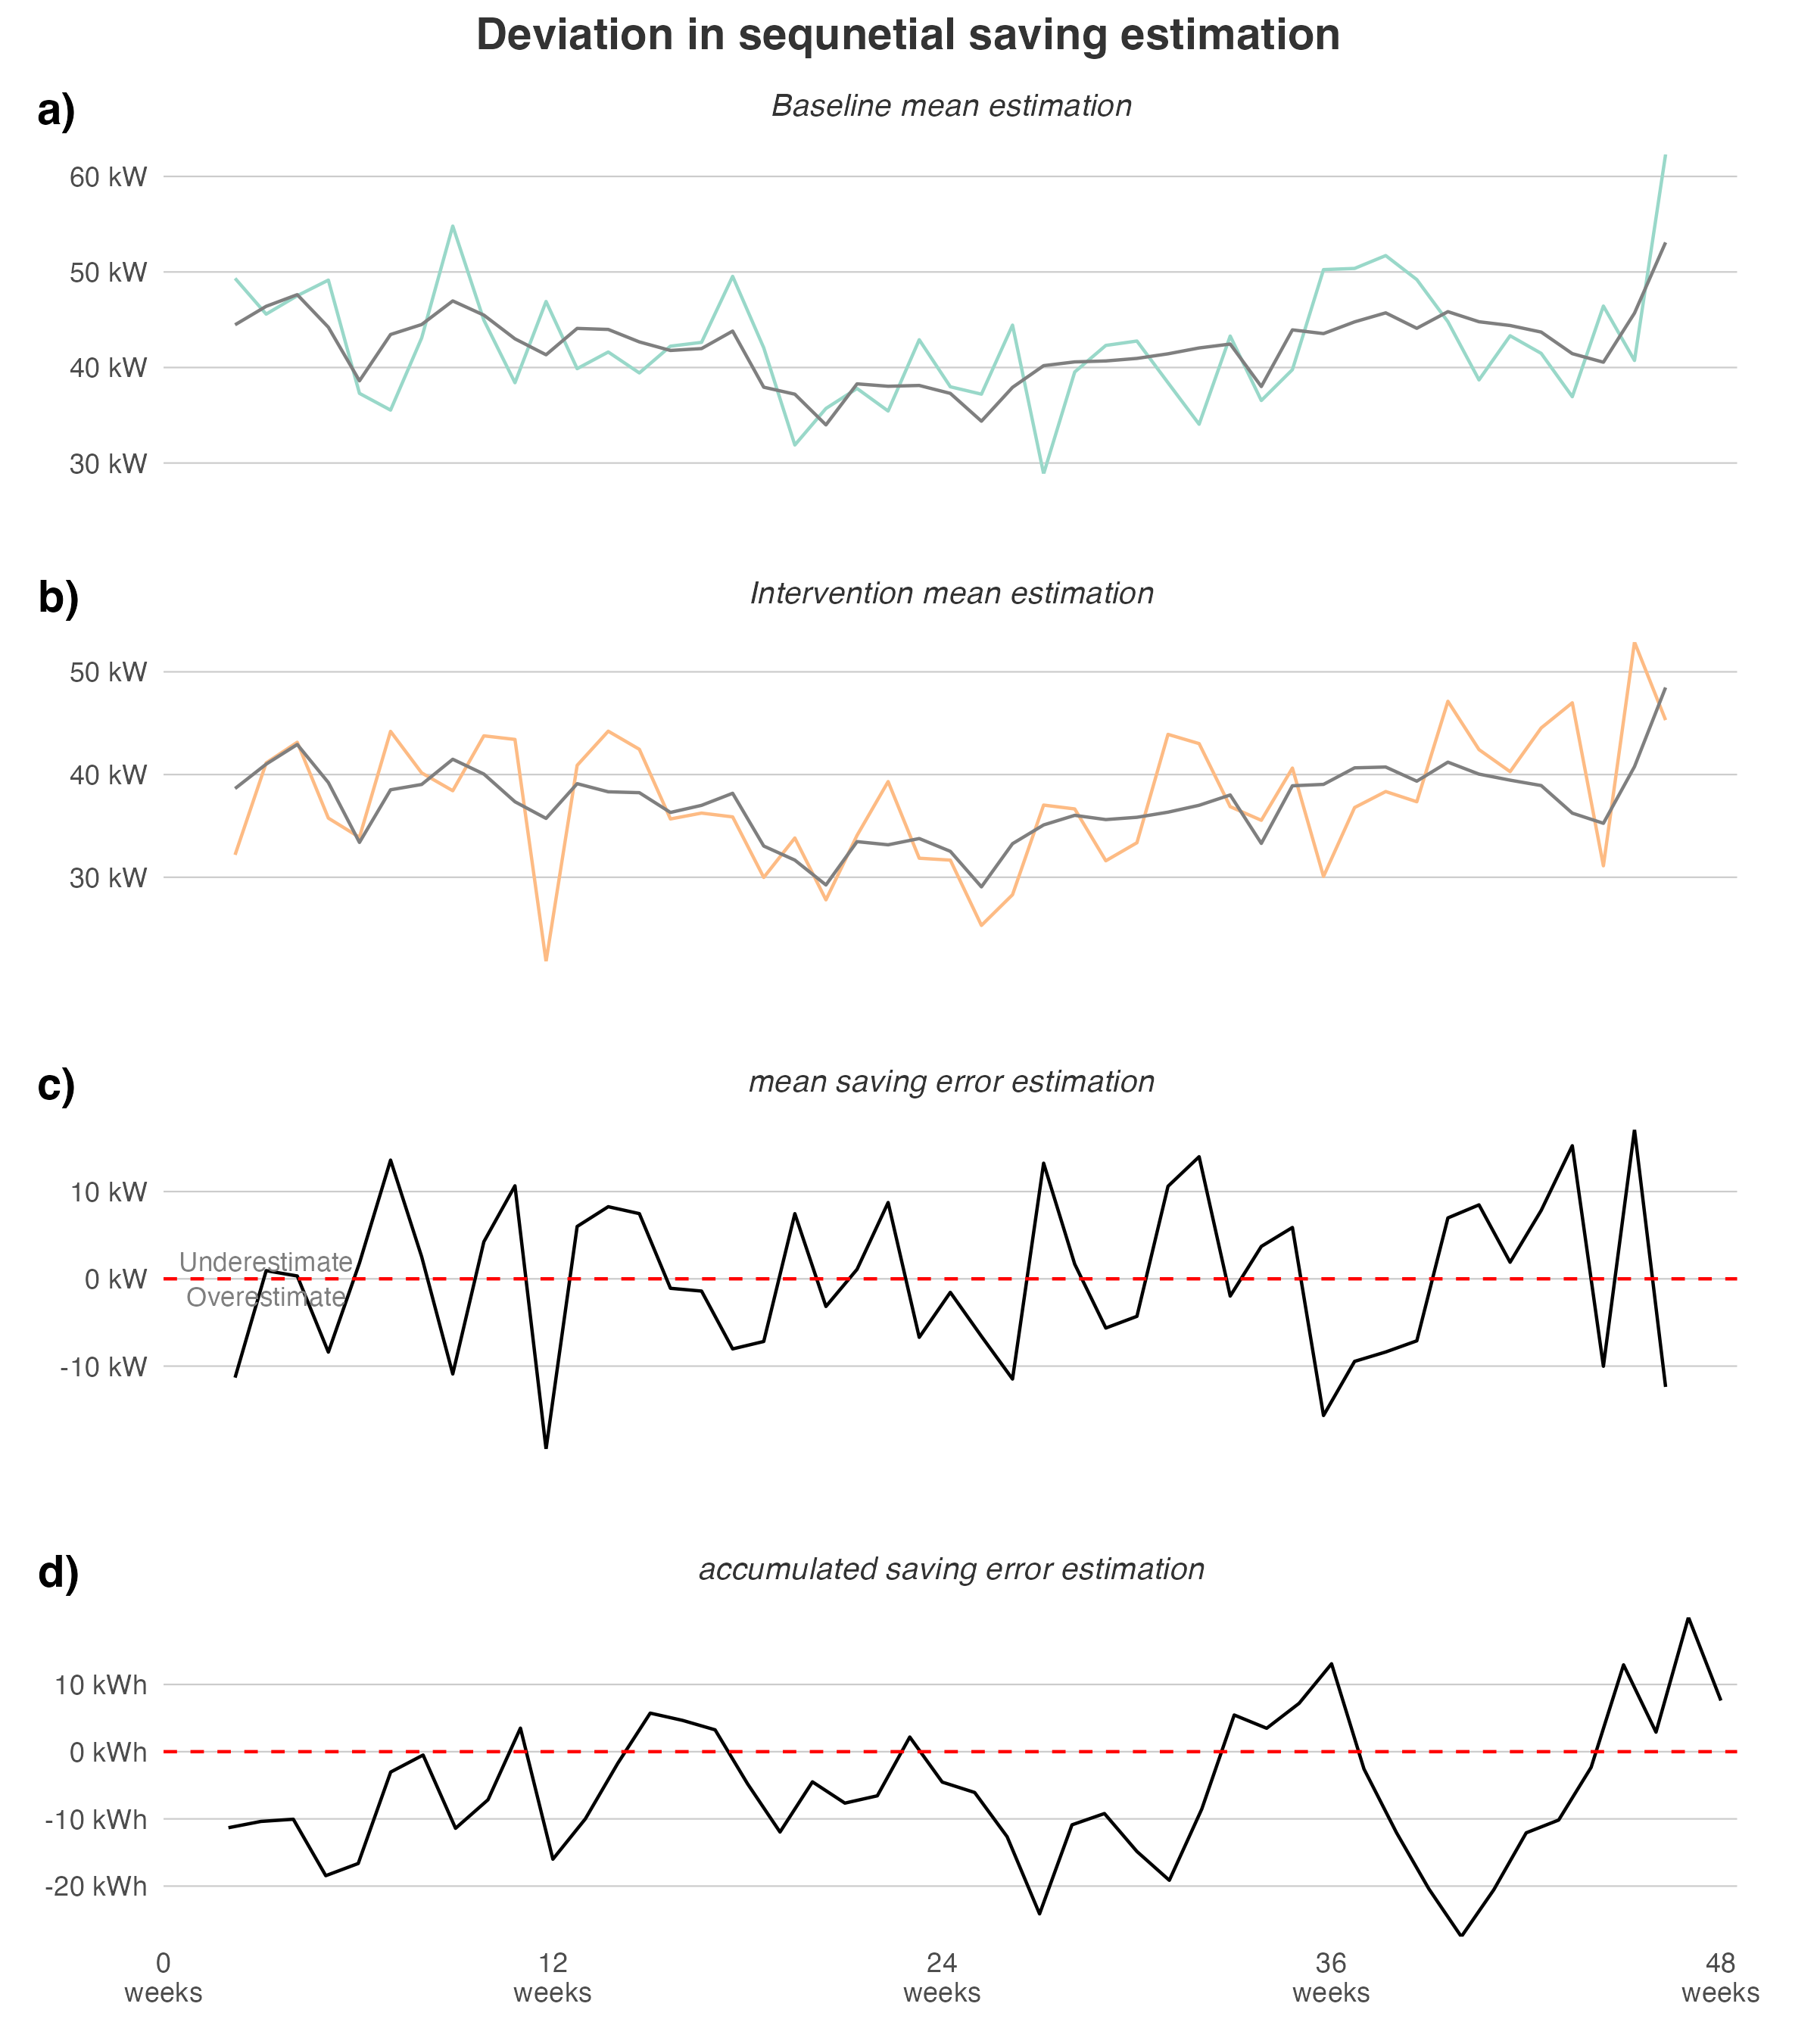 Deviation in sequnetial saving estimation
a)
Baseline mean estimation
60 kW
50 kW
40 kW
30 kW
b)
Intervention mean estimation
50 kW
40 kW
30 kW
c)
mean saving error estimation
10 kW
Underestimate
0 kW
Overestimate
-10 kW
d)
accumulated saving error estimation
10 kWh
0 kWh
-10 kWh
-20 kWh
0 12 24 36 48
weeks weeks weeks weeks weeks